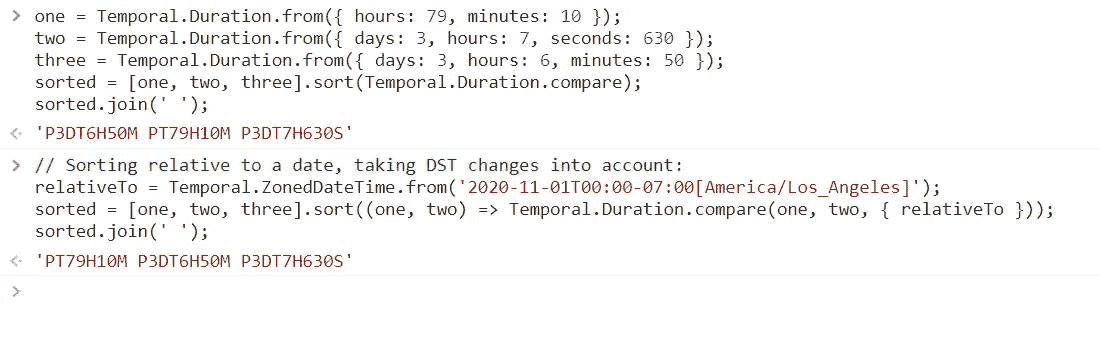 > one = Temporal.Duration.from({ hours: 79, minutes: 10 });
two = Temporal.Duration.from({ days: 3, hours: 7, seconds: 630 });
three = Temporal.Duration.from({ days: 3, hours: 6, minutes: 50 });
sorted = [one, two, three].sort(Temporal.Duration.compare);
sorted.join(' ');
'P3DT6H50M PT79H10M P3DT7H630S'
> // Sorting relative to a date, taking DST changes into account:
relativeTo = Temporal.ZonedDateTime.from('2020-11-01T00:00-07:00[America/Los_Angeles]');
sorted = [one, two, three].sort((one, two) => Temporal.Duration.compare(one, two, { relativeTo }));
sorted.join(' ');
'PT79H10M P3DT6H50M P3DT7H630S'
>